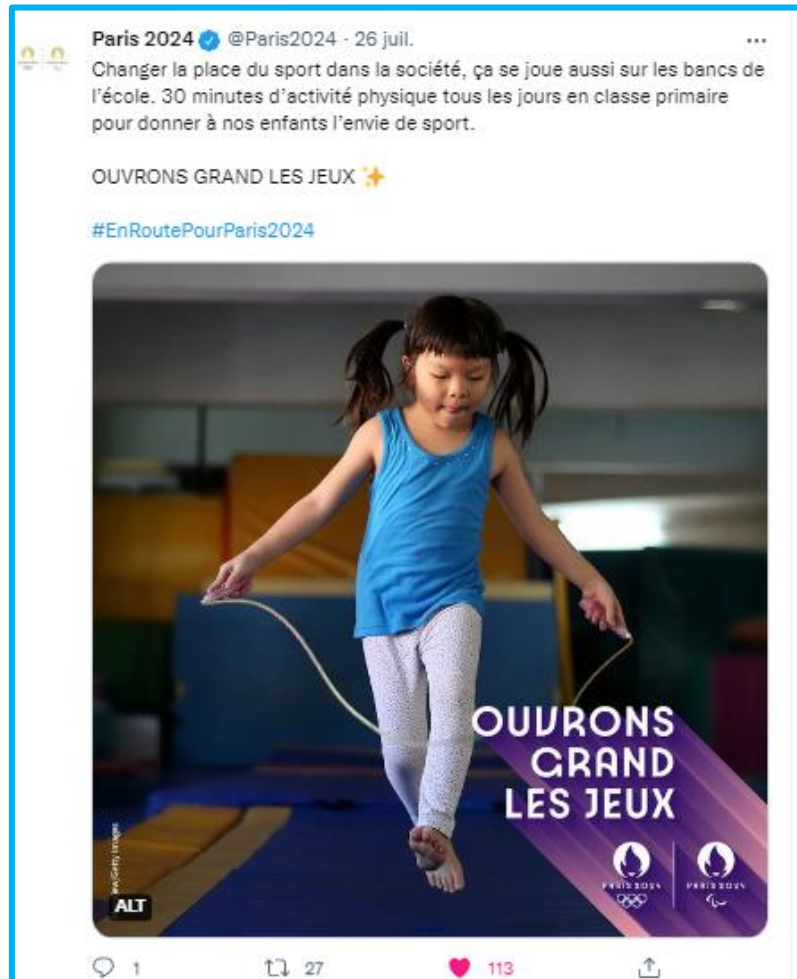 Paris 2024 @Paris2024 · 26 juil.
Changer la place du sport dans la société, ça se joue aussi sur les bancs de
l'école. 30 minutes d'activité physique tous les jours en classe primaire
pour donner à nos enfants l'envie de sport.
OUVRONS GRAND LES JEUX ✨
#EnRoutePourParis2024
OUVRONS
GRAND
LES JEUX
PARIS 2024
PARIS 2024
/Getty Images
ALT
1 27 113